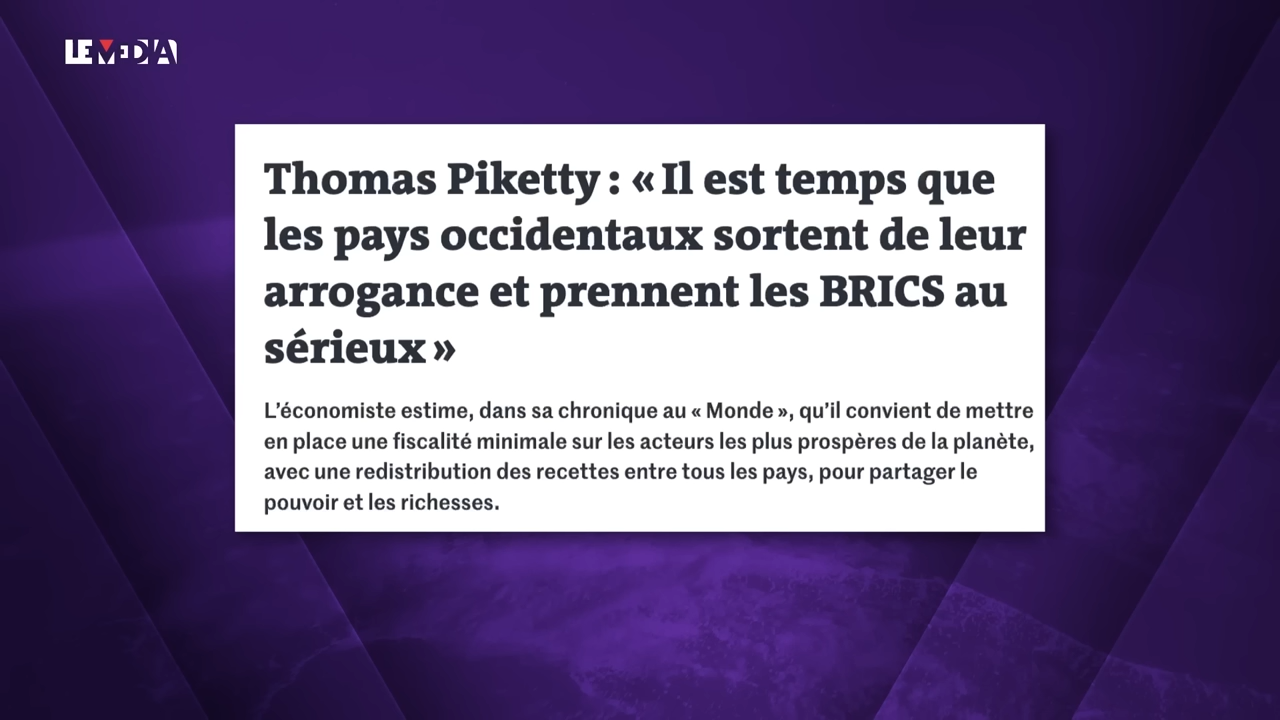 LE MEDIA
Thomas Piketty : « Il est temps que
les pays occidentaux sortent de leur
arrogance et prennent les BRICS au
sérieux »
L’économiste estime, dans sa chronique au « Monde », qu’il convient de mettre
en place une fiscalité minimale sur les acteurs les plus prospères de la planète,
avec une redistribution des recettes entre tous les pays, pour partager le
pouvoir et les richesses.